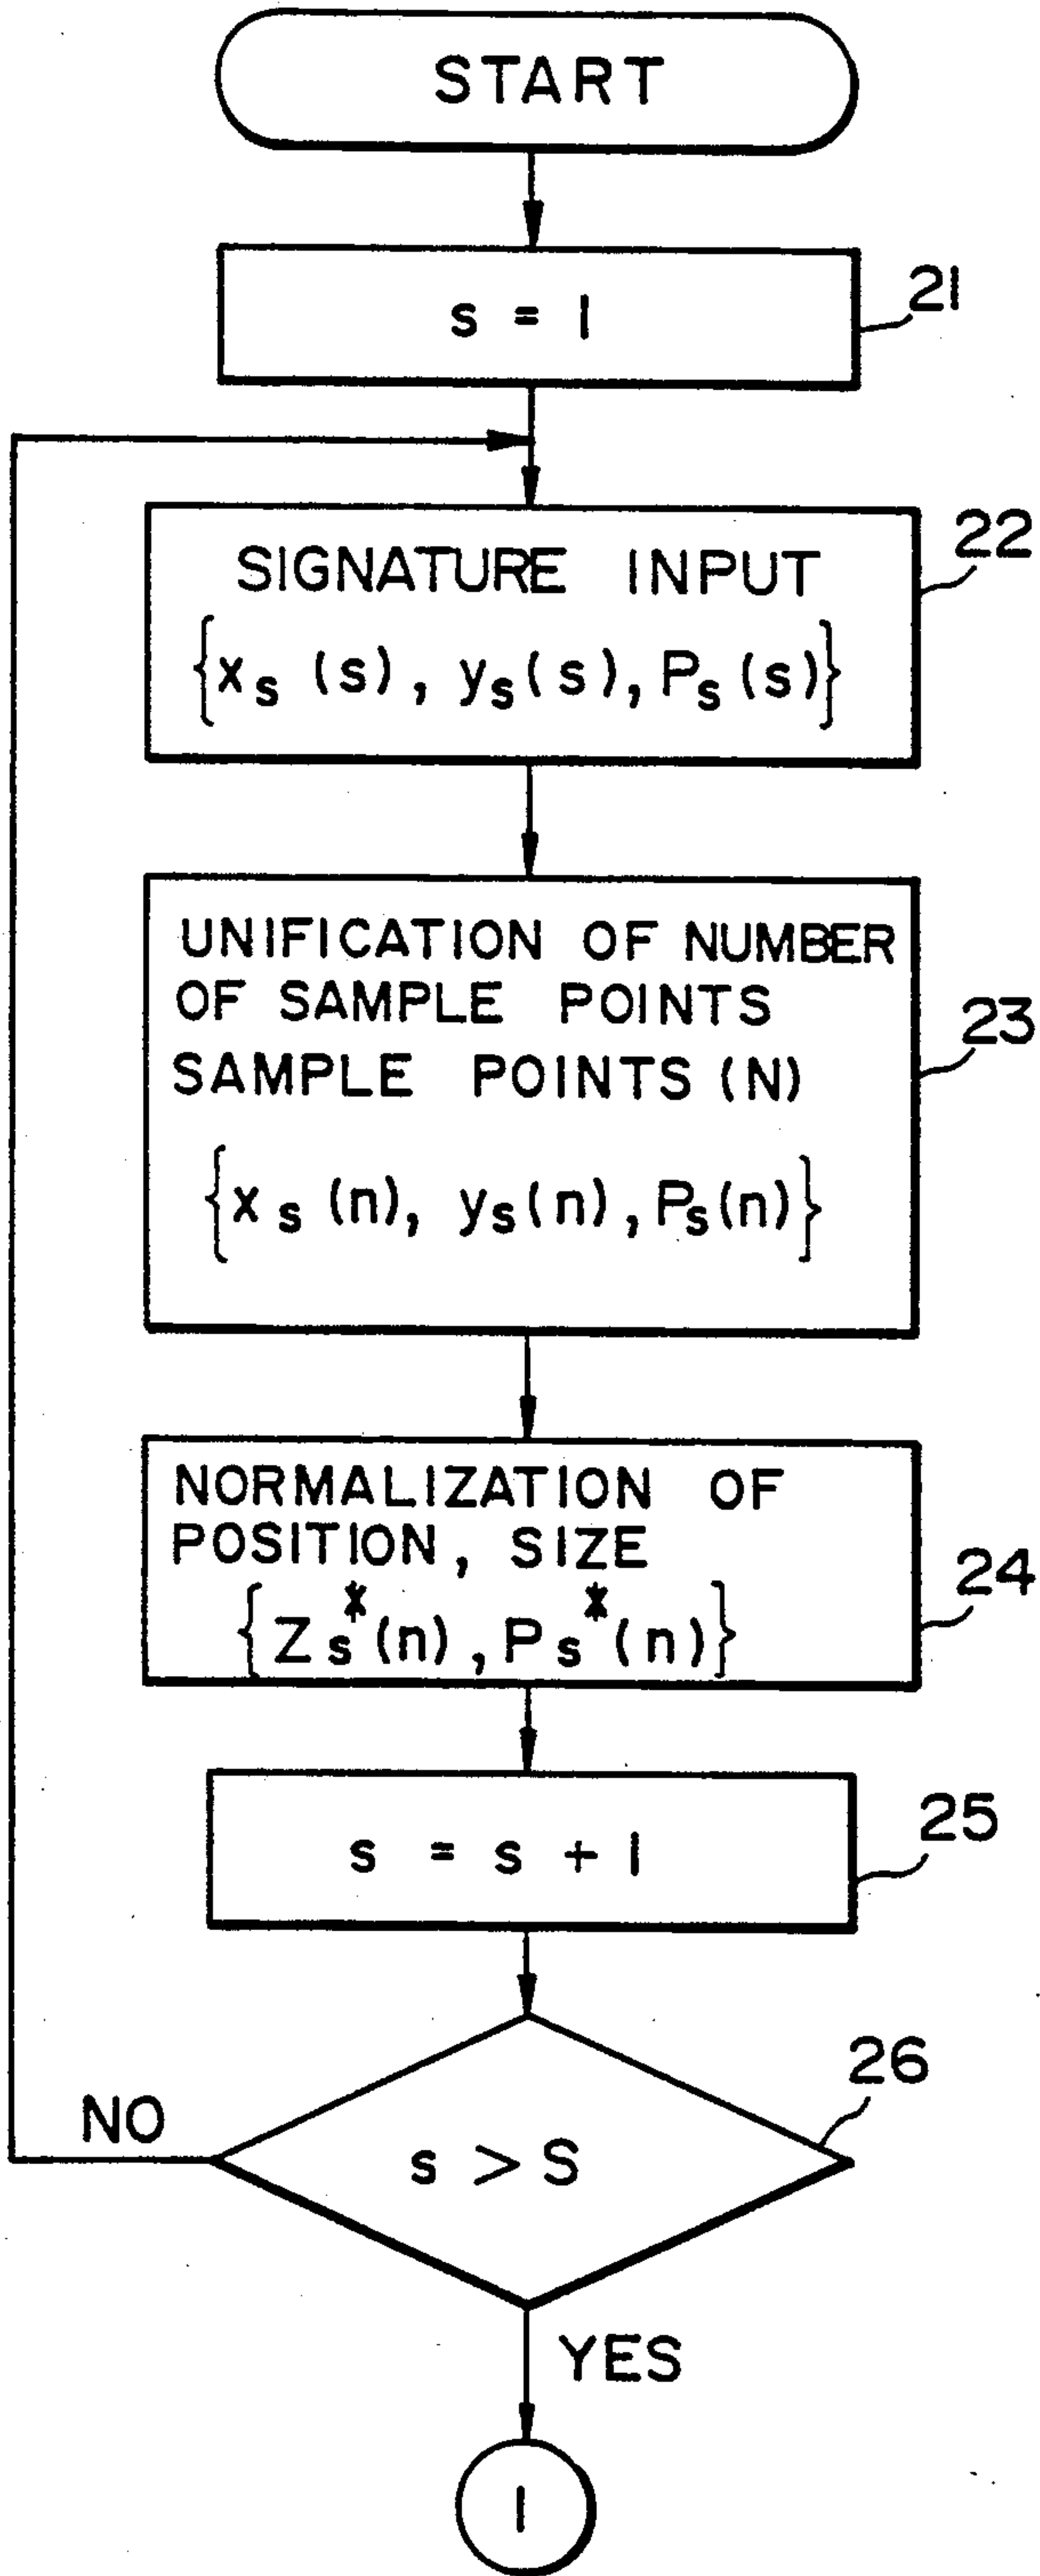 START
s = 1
21
SIGNATURE INPUT
22
{xₛ (s), yₛ(s), Pₛ(s)}
UNIFICATION OF NUMBER
OF SAMPLE POINTS
23
SAMPLE POINTS (N)
{xₛ (n), yₛ(n), Pₛ(n)}
NORMALIZATION OF
POSITION, SIZE
24
{Zₛ*(n), Pₛ*(n)}
s = s + 1
25
26
NO
s > S
YES
1